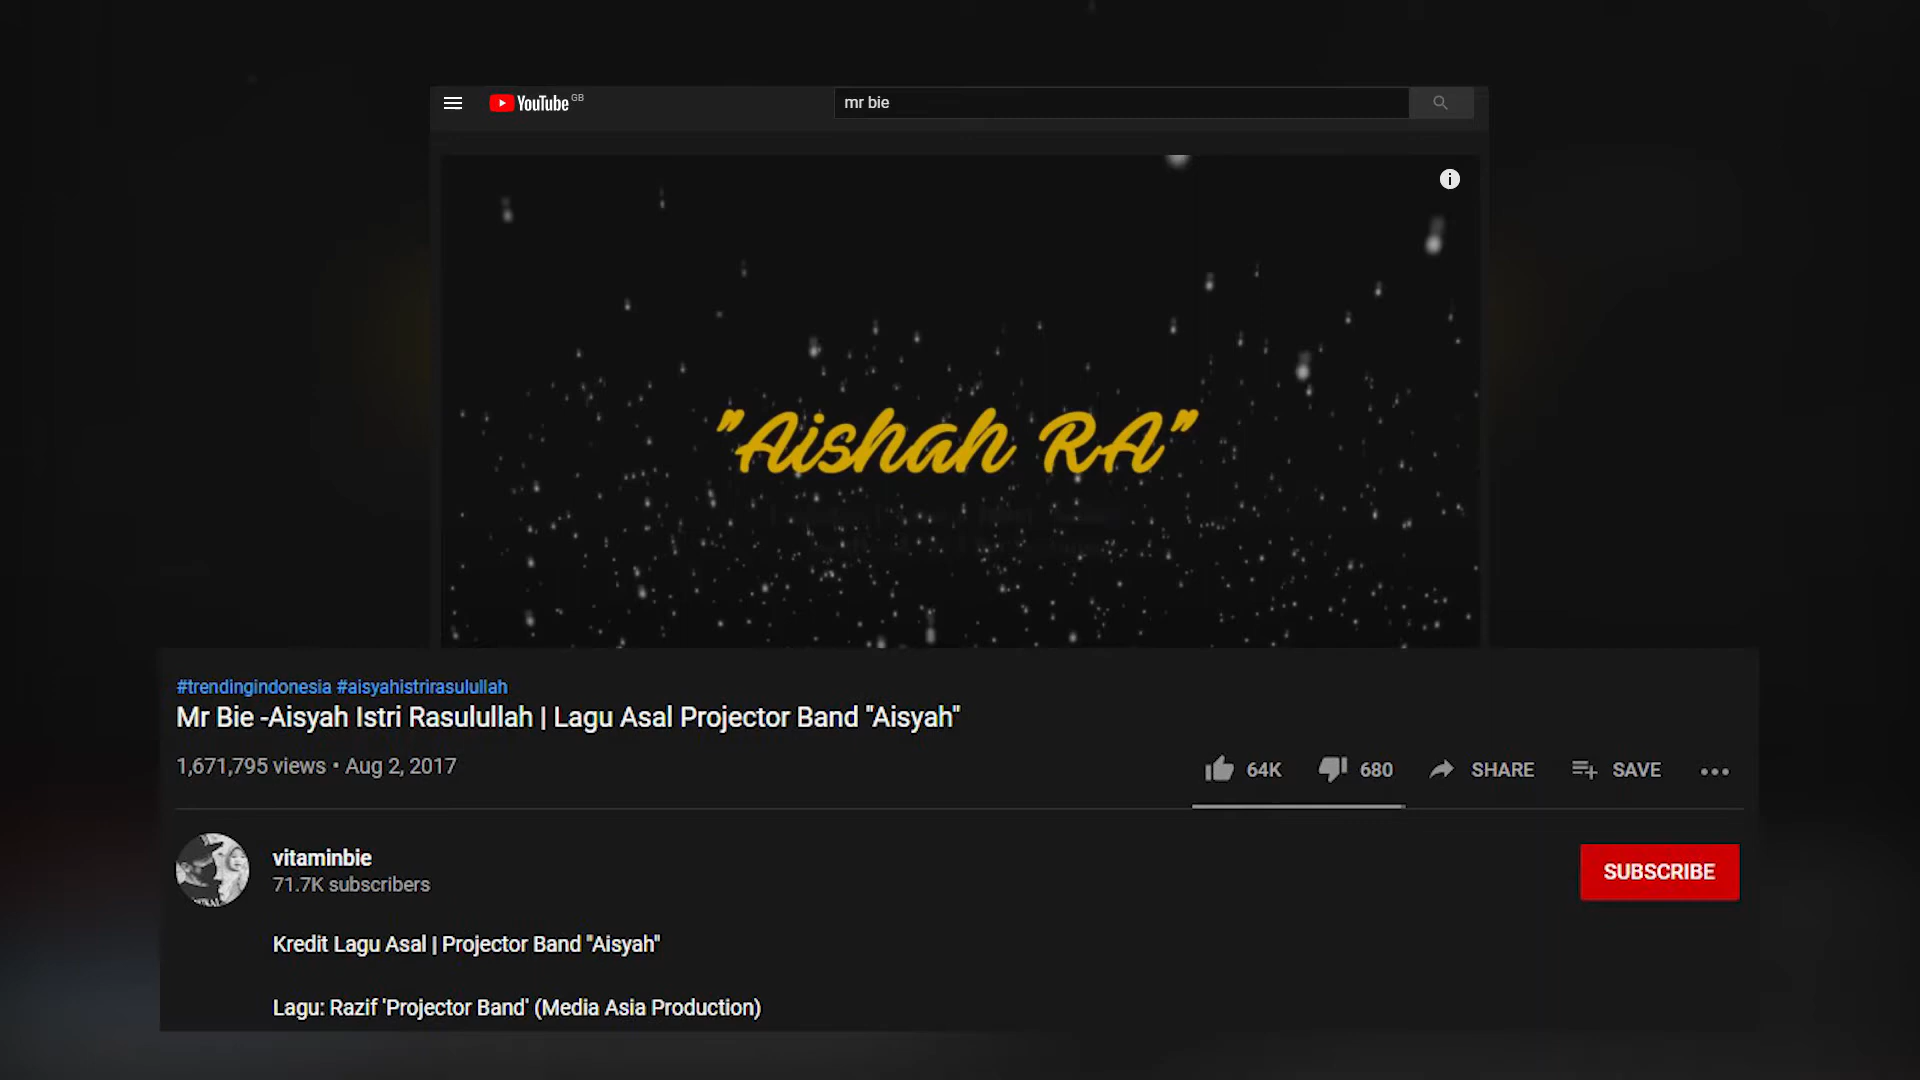 YouTube GB
mr bie
"Aishah RA"
#trendingindonesia #aisyahistrirasulullah
Mr Bie -Aisyah Istri Rasulullah | Lagu Asal Projector Band "Aisyah"
1,671,795 views • Aug 2, 2017
64K 680 SHARE SAVE
vitaminbie
71.7K subscribers
SUBSCRIBE
Kredit Lagu Asal | Projector Band "Aisyah"
Lagu: Razif 'Projector Band' (Media Asia Production)